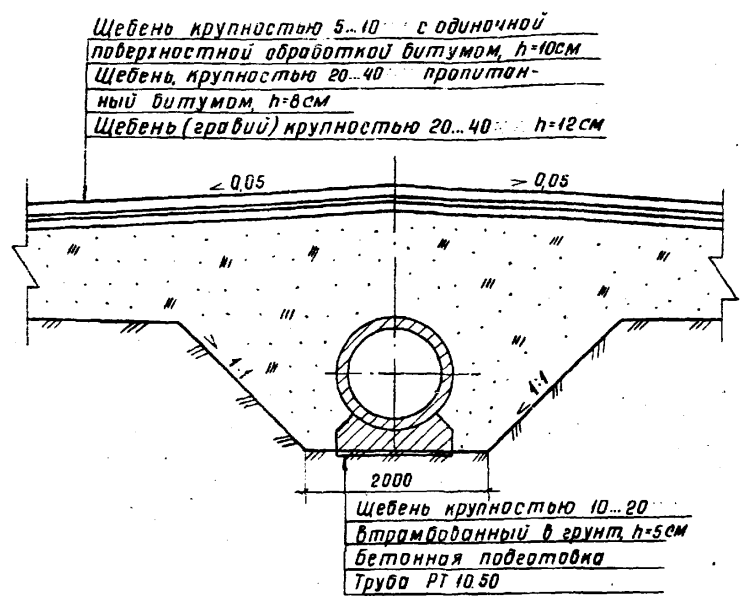 Щебень крупностью 5...10 с одиночной
поверхностной обработкой битумом, h=10см
Щебень, крупностью 20...40 пропитан-
ный битумом, h=8см
Щебень (гравий) крупностью 20...40 h=12см
< 0,05
> 0,05
1:1
1:1
2000
Щебень крупностью 10...20
втрамбованный в грунт, h=5см
Бетонная подготовка
Труба РТ 10.50